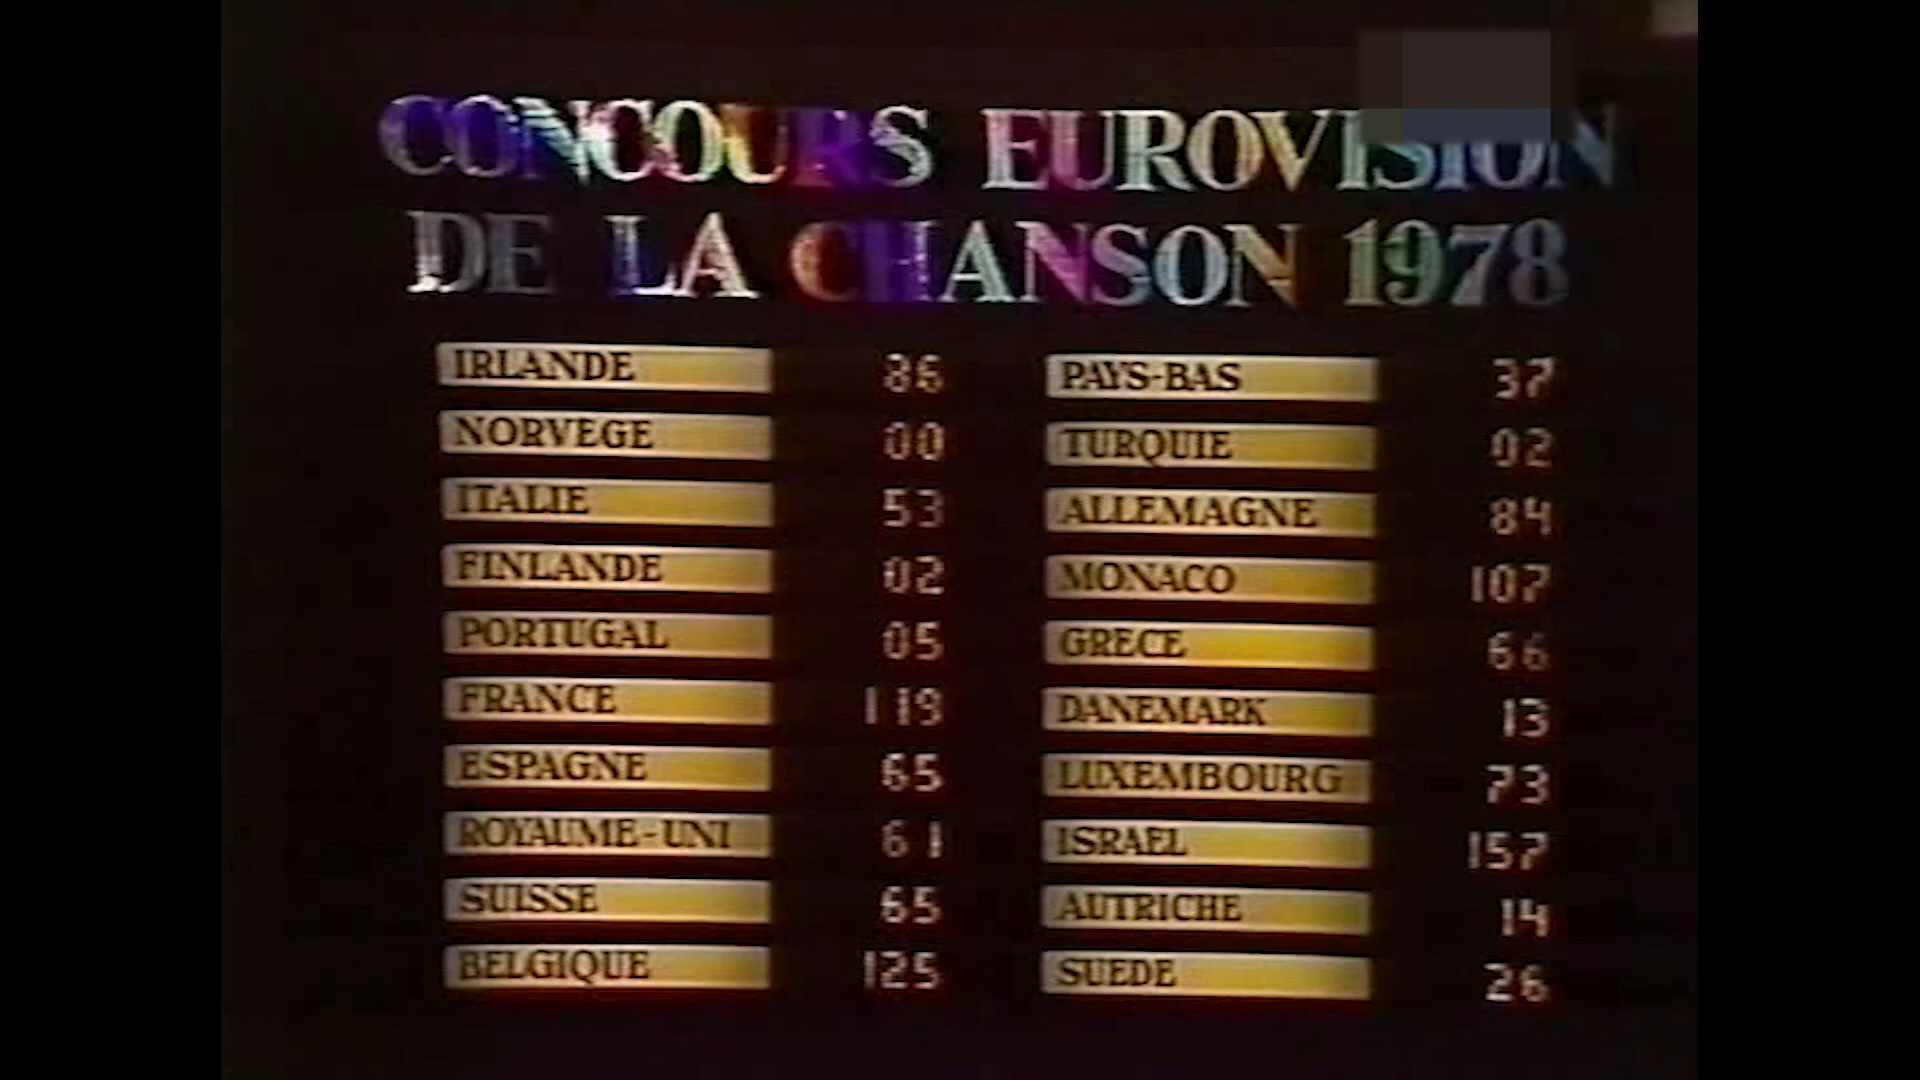 CONCOURS EUROVISION
DE LA CHANSON 1978
IRLANDE 86 PAYS-BAS 37
NORVEGE 00 TURQUIE 02
ITALIE 53 ALLEMAGNE 84
FINLANDE 02 MONACO 107
PORTUGAL 05 GRECE 66
FRANCE 119 DANEMARK 13
ESPAGNE 65 LUXEMBOURG 73
ROYAUME-UNI 61 ISRAEL 157
SUISSE 65 AUTRICHE 14
BELGIQUE 125 SUEDE 26